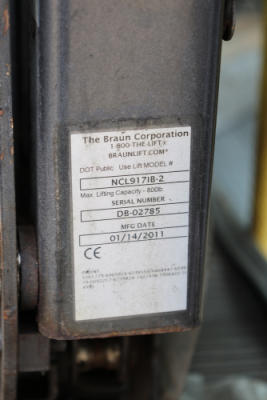 The Braun Corporation
1-800-THE-LIFT
BRAUNLIFT.COM
DOT Public Use Lift MODEL #
NCL917IB-2
Max. Lifting Capacity - 800lb.
SERIAL NUMBER
DB-02785
MFG DATE
01/14/2011
CE